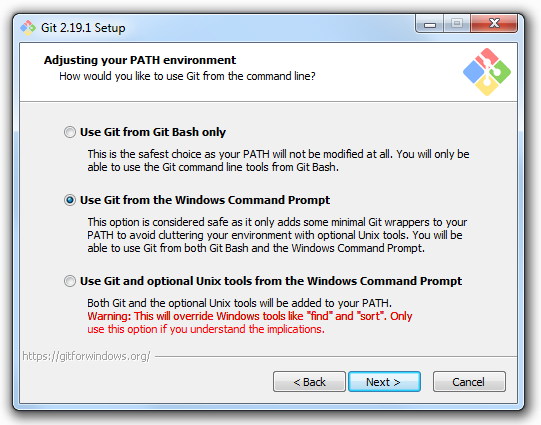 Git 2.19.1 Setup
Adjusting your PATH environment
How would you like to use Git from the command line?
Use Git from Git Bash only
This is the safest choice as your PATH will not be modified at all. You will only be
able to use the Git command line tools from Git Bash.
Use Git from the Windows Command Prompt
This option is considered safe as it only adds some minimal Git wrappers to your
PATH to avoid cluttering your environment with optional Unix tools. You will be
able to use Git from both Git Bash and the Windows Command Prompt.
Use Git and optional Unix tools from the Windows Command Prompt
Both Git and the optional Unix tools will be added to your PATH.
Warning: This will override Windows tools like "find" and "sort". Only
use this option if you understand the implications.
https://gitforwindows.org/
< Back
Next >
Cancel